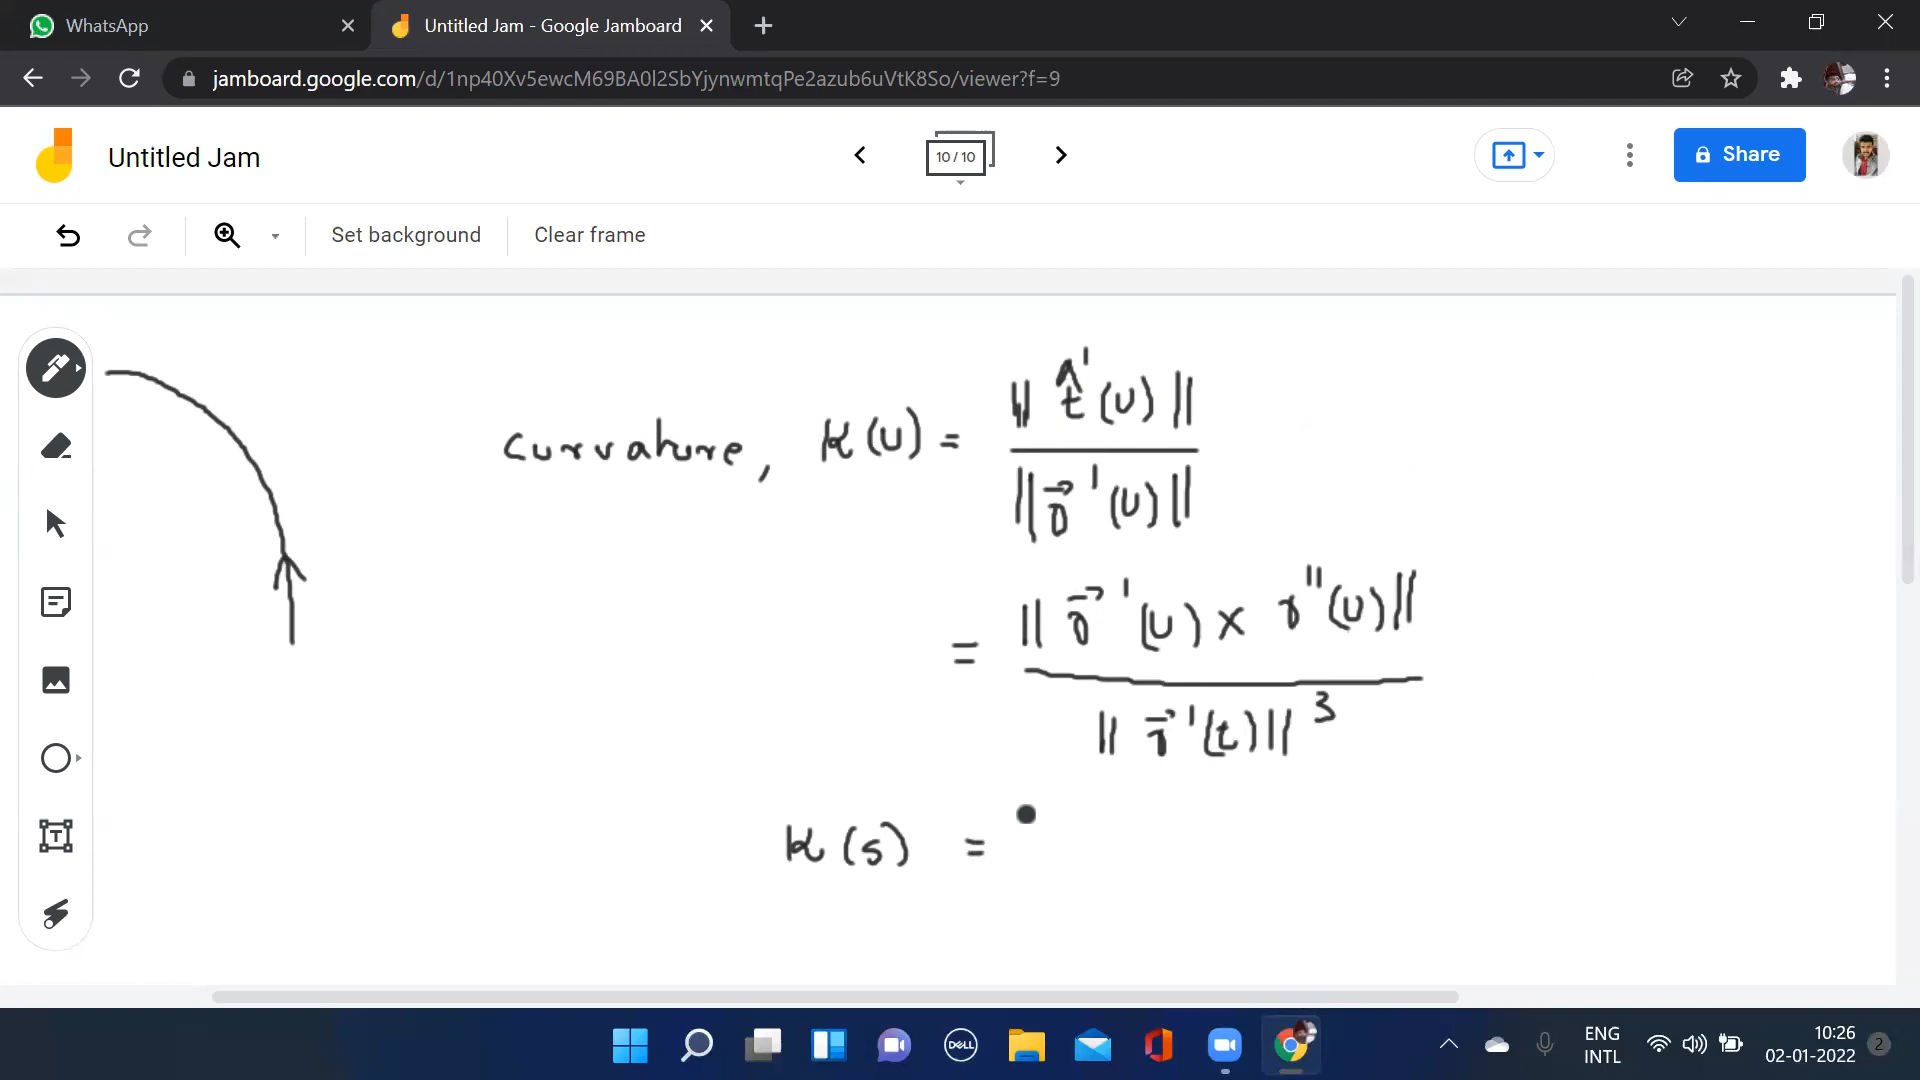 WhatsApp
Untitled Jam - Google Jamboard
jamboard.google.com/d/1np40Xv5ewcM69BA0l2SbYjynwmtqPe2azub6uVtK8So/viewer?f=9
Untitled Jam
10 / 10
Share
Set background
Clear frame
curvature, K(u) = || t̂'(u) || / || r⃗'(u) ||
= || r⃗'(u) × r''(u) || / || r⃗'(t) ||³
K(s) =
DELL
ENG
INTL
10:26
02-01-2022
2